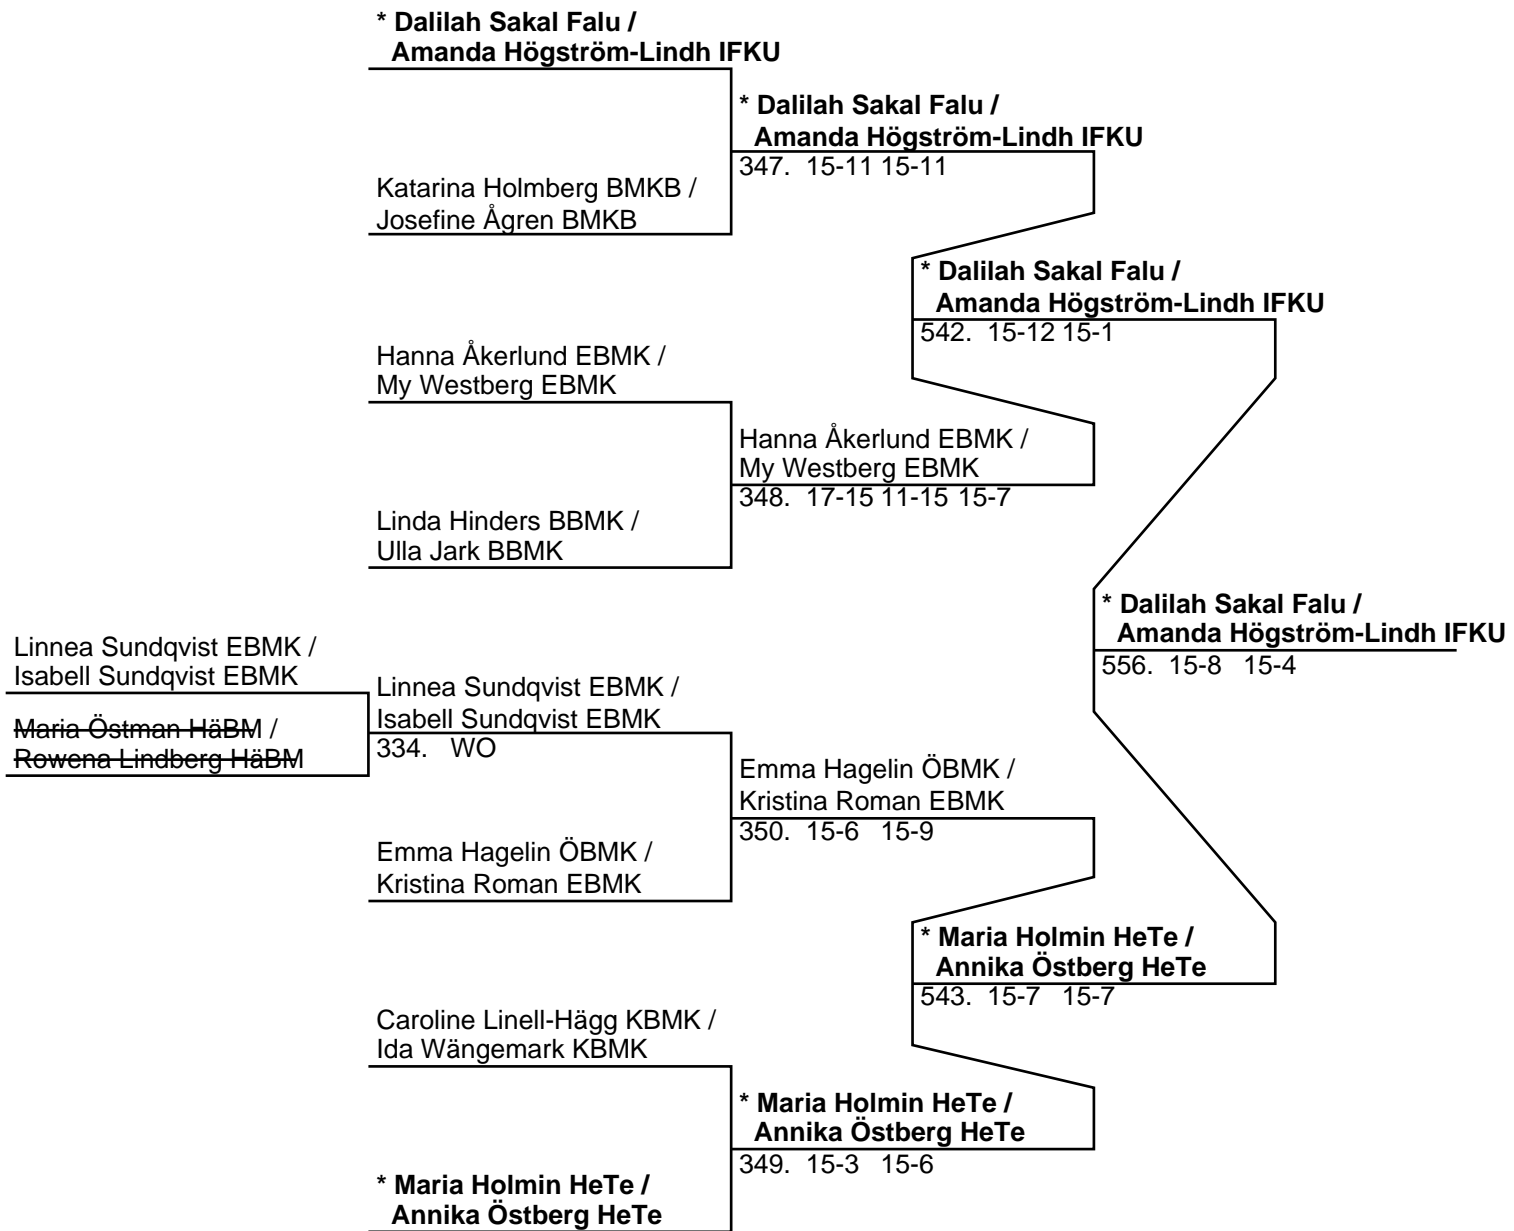 * Dalilah Sakal Falu /
Amanda Högström-Lindh IFKU
* Dalilah Sakal Falu /
Amanda Högström-Lindh IFKU
347. 15-11 15-11
Katarina Holmberg BMKB /
Josefine Ågren BMKB
* Dalilah Sakal Falu /
Amanda Högström-Lindh IFKU
542. 15-12 15-1
Hanna Åkerlund EBMK /
My Westberg EBMK
Hanna Åkerlund EBMK /
My Westberg EBMK
348. 17-15 11-15 15-7
Linda Hinders BBMK /
Ulla Jark BBMK
* Dalilah Sakal Falu /
Amanda Högström-Lindh IFKU
556. 15-8 15-4
Linnea Sundqvist EBMK /
Isabell Sundqvist EBMK
Linnea Sundqvist EBMK /
Isabell Sundqvist EBMK
334. WO
Maria Östman HäBM /
Rowena Lindberg HäBM
Emma Hagelin ÖBMK /
Kristina Roman EBMK
350. 15-6 15-9
Emma Hagelin ÖBMK /
Kristina Roman EBMK
* Maria Holmin HeTe /
Annika Östberg HeTe
543. 15-7 15-7
Caroline Linell-Hägg KBMK /
Ida Wängemark KBMK
* Maria Holmin HeTe /
Annika Östberg HeTe
349. 15-3 15-6
* Maria Holmin HeTe /
Annika Östberg HeTe